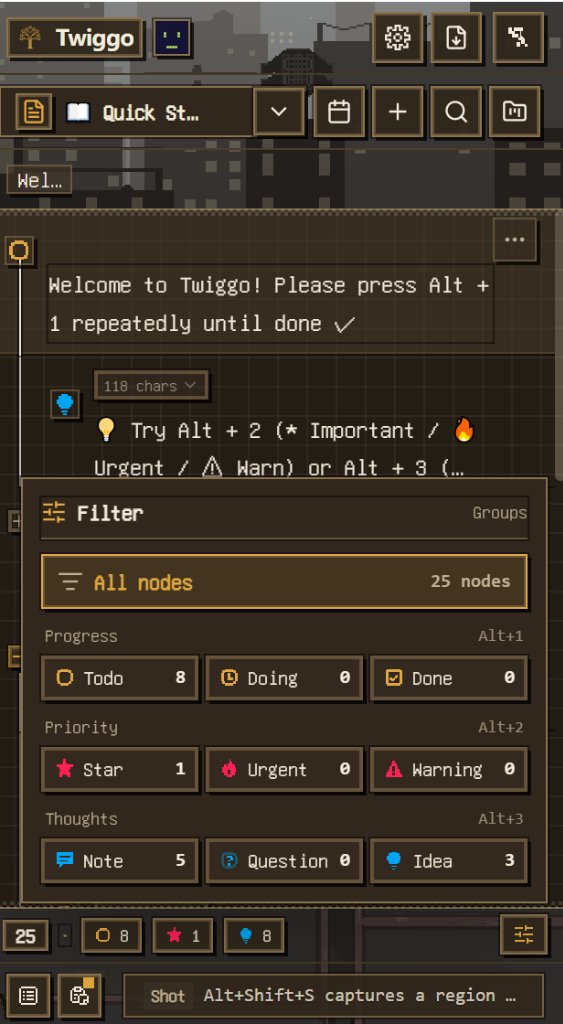 Twiggo
Quick St…
Wel…
Welcome to Twiggo! Please press Alt +
1 repeatedly until done ✓
118 chars
💡 Try Alt + 2 (* Important / 🔥
Urgent / ⚠ Warn) or Alt + 3 (…
Filter Groups
All nodes 25 nodes
Progress Alt+1
Todo 8 Doing 0 Done 0
Priority Alt+2
Star 1 Urgent 0 Warning 0
Thoughts Alt+3
Note 5 Question 0 Idea 3
25 · 8 1 8
Shot Alt+Shift+S captures a region …